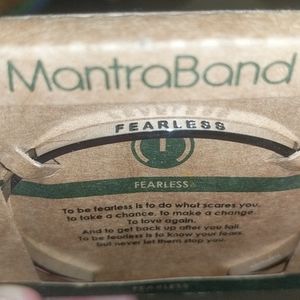 MantraBand
FEARLESS
FEARLESS
To be fearless is to do what scares you.
To take a chance, to make a change.
To love again.
And to get back up after you fall.
To be fearless is to know your fears,
but never let them stop you.
FEARLESS